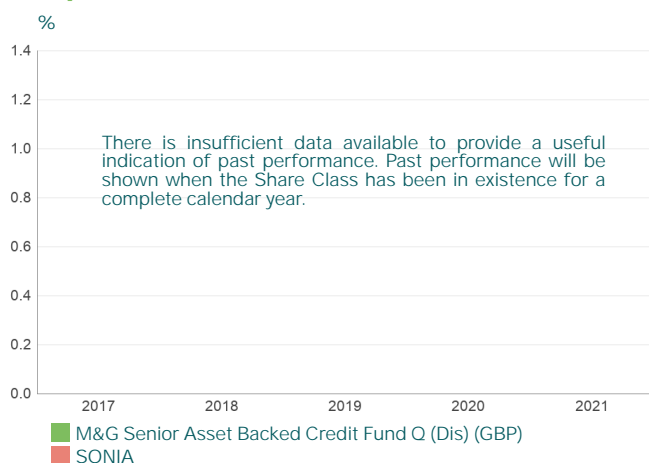 %
1.4
1.2
There is insufficient data available to provide a useful
1.0
indication of past performance. Past performance will be
shown when the Share Class has been in existence for a
0.8
complete calendar year.
0.6
0.4
0.2
0.0
2017 2018 2019 2020 2021
M&G Senior Asset Backed Credit Fund Q (Dis) (GBP)
SONIA